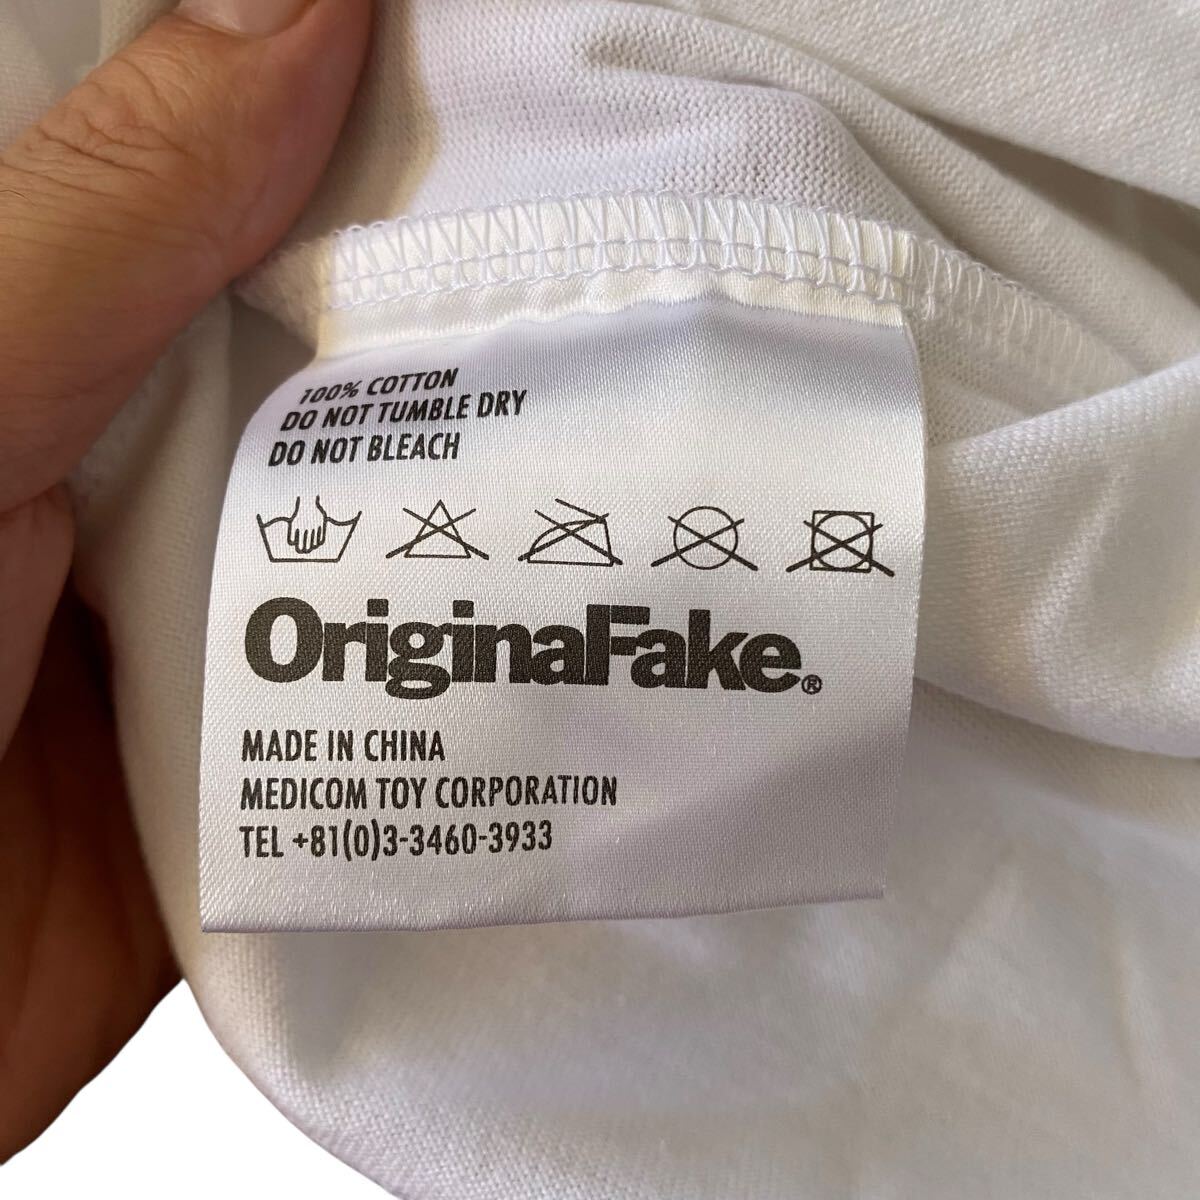 100% COTTON
DO NOT TUMBLE DRY
DO NOT BLEACH
OriginalFake®
MADE IN CHINA
MEDICOM TOY CORPORATION
TEL +81(0)3-3460-3933